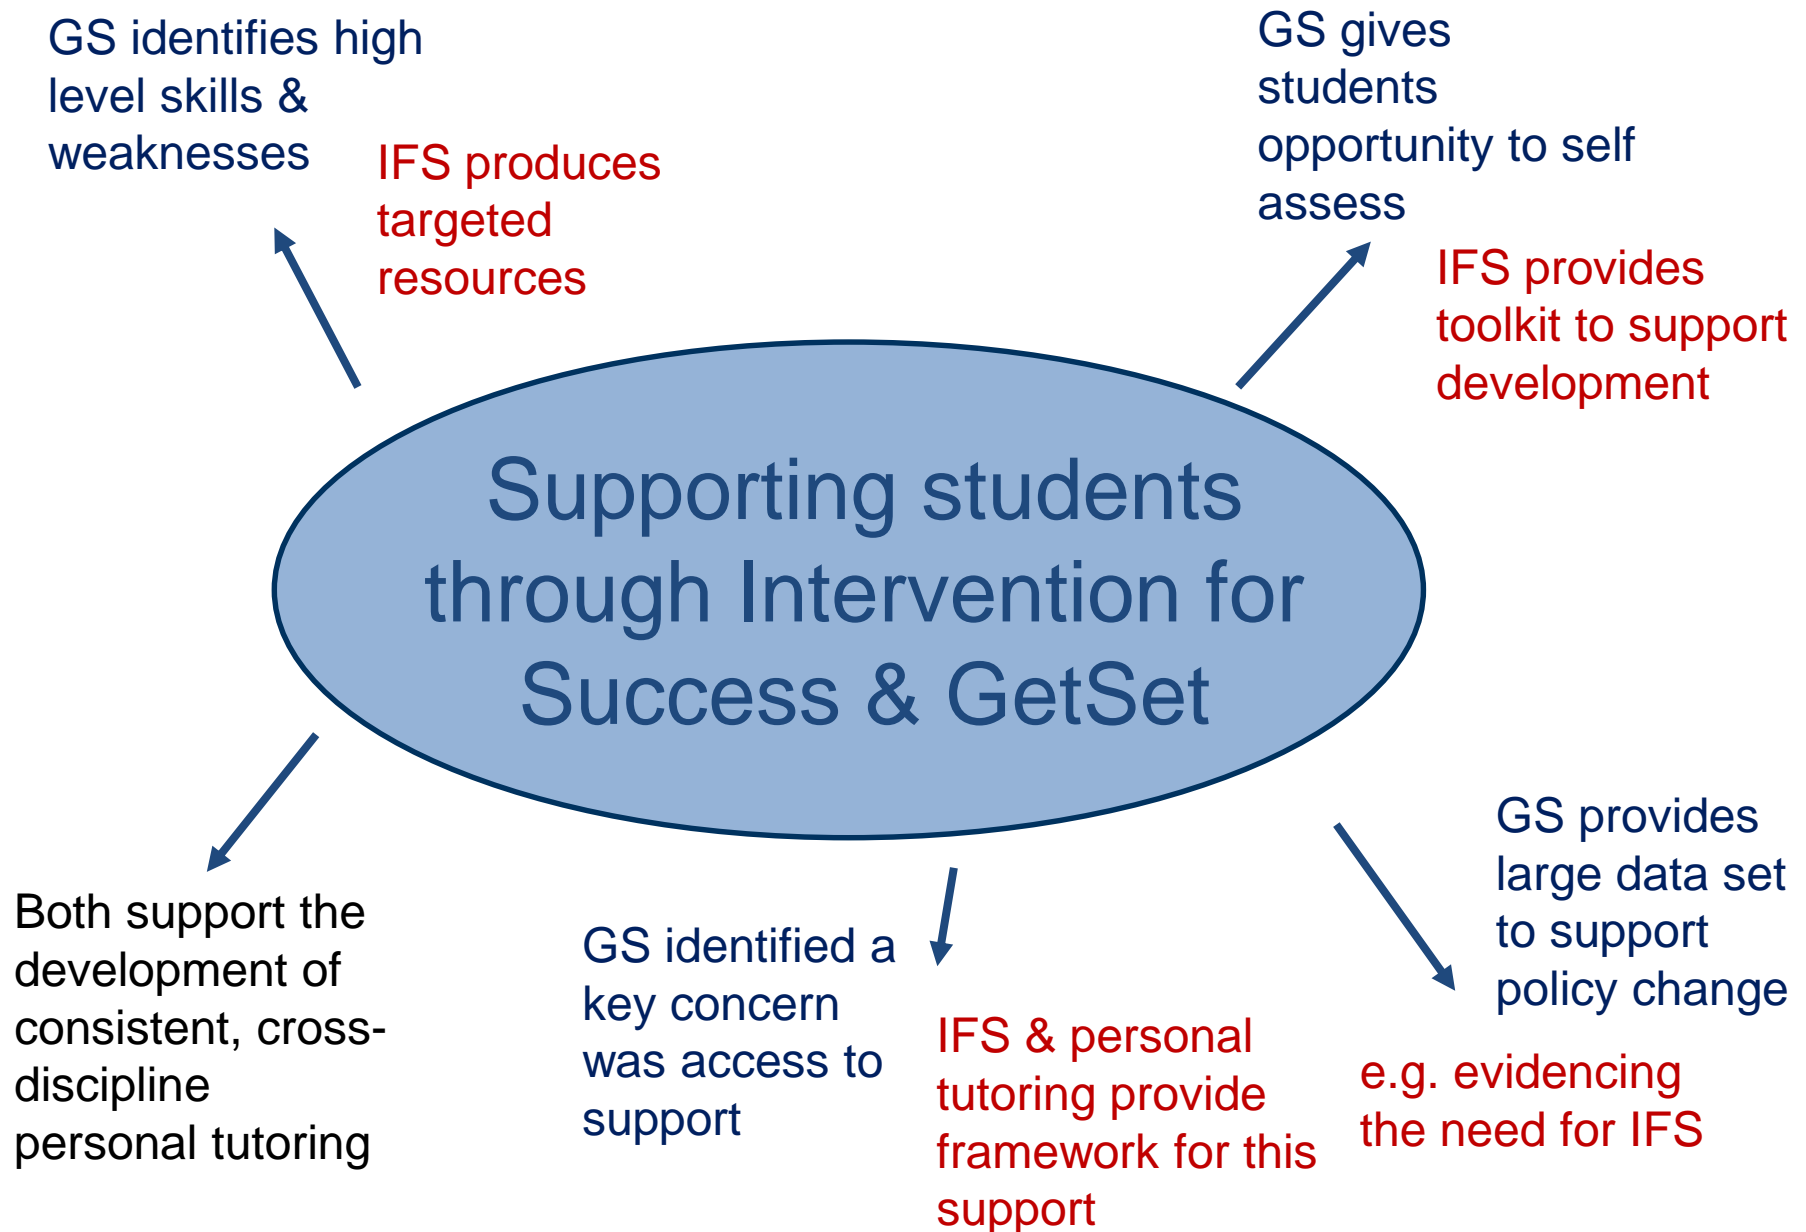 GS identifies high
level skills &
weaknesses
IFS produces
targeted
resources
GS gives
students
opportunity to self
assess
IFS provides
toolkit to support
development
Supporting students
through Intervention for
Success & GetSet
Both support the
development of
consistent, cross-
discipline
personal tutoring
GS identified a
key concern
was access to
support
IFS & personal
tutoring provide
framework for this
support
GS provides
large data set
to support
policy change
e.g. evidencing
the need for IFS